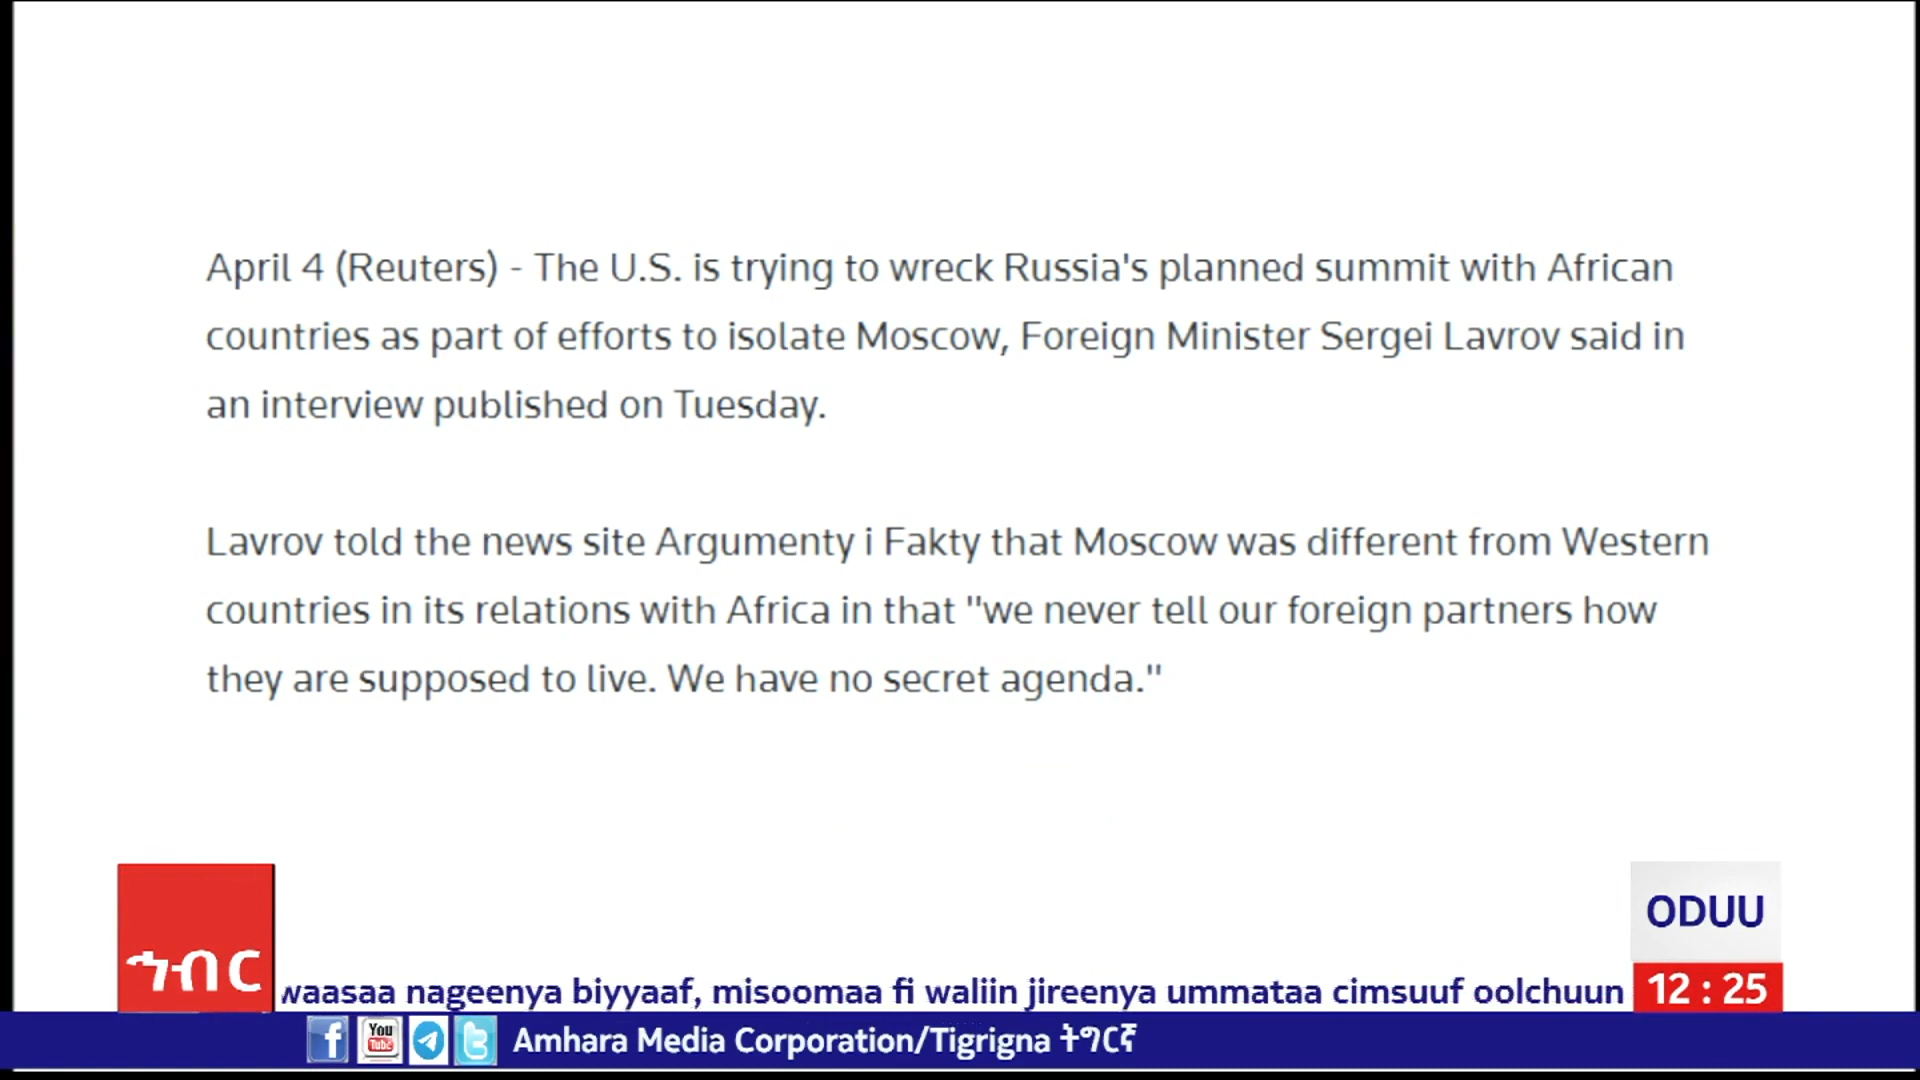 April 4 (Reuters) - The U.S. is trying to wreck Russia's planned summit with African
countries as part of efforts to isolate Moscow, Foreign Minister Sergei Lavrov said in
an interview published on Tuesday.
Lavrov told the news site Argumenty i Fakty that Moscow was different from Western
countries in its relations with Africa in that "we never tell our foreign partners how
they are supposed to live. We have no secret agenda."
ODUU
ኅብር
waasaa nageenya biyyaaf, misoomaa fi waliin jireenya ummataa cimsuuf oolchuun
12 : 25
f You Tube t Amhara Media Corporation/Tigrigna ትግርኛ